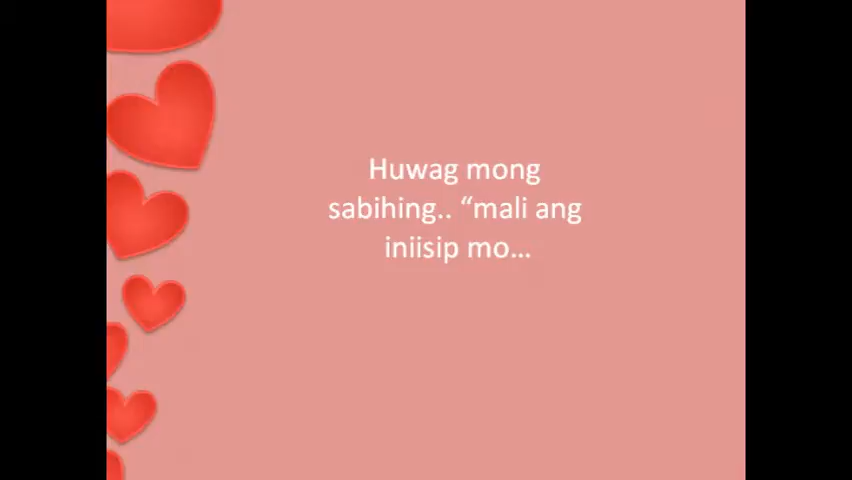 Huwag mong
sabihing.. “mali ang
iniisip mo…